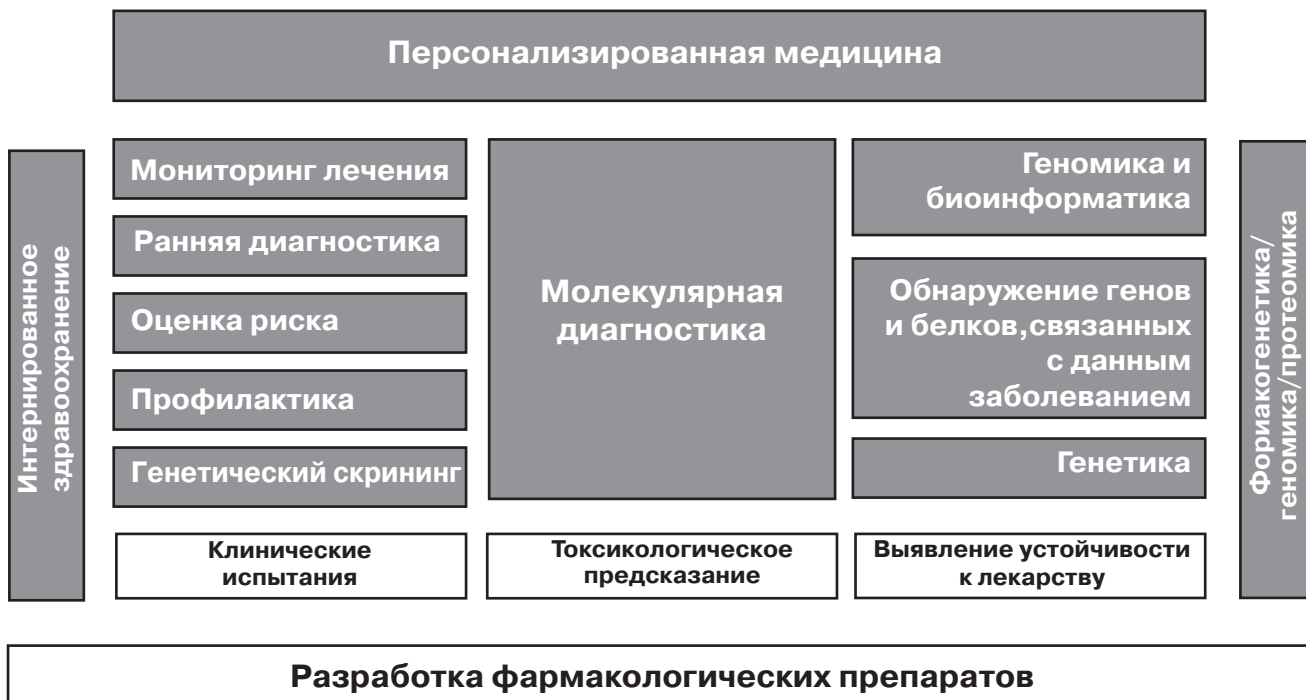 Персонализированная медицина
Интернированное
здравоохранение
Мониторинг лечения
Ранняя диагностика
Оценка риска
Профилактика
Генетический скрининг
Молекулярная
диагностика
Геномика и
биоинформатика
Обнаружение генов
и белков,связанных
с данным
заболеванием
Генетика
Фориакогенетика/
геномика/протеомика
Клинические
испытания
Токсикологическое
предсказание
Выявление устойчивости
к лекарству
Разработка фармакологических препаратов